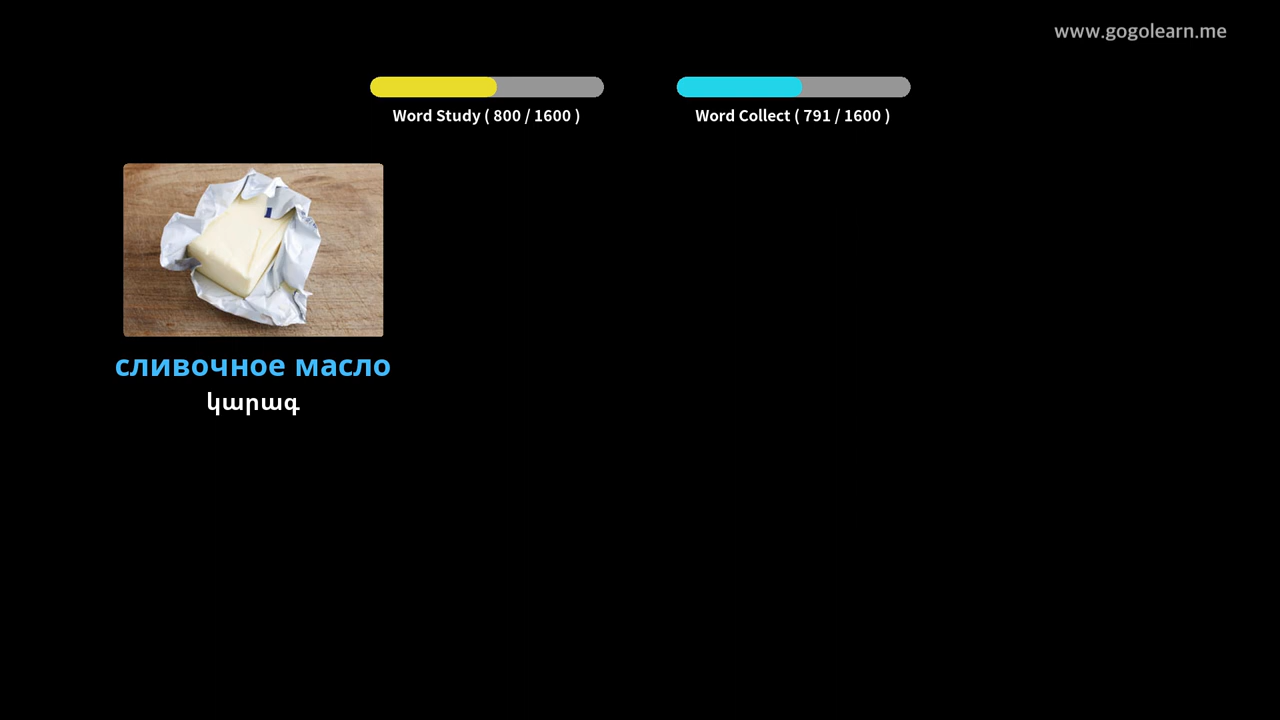 www.gogolearn.me
Word Study ( 800 / 1600 )
Word Collect ( 791 / 1600 )
сливочное масло
կարագ